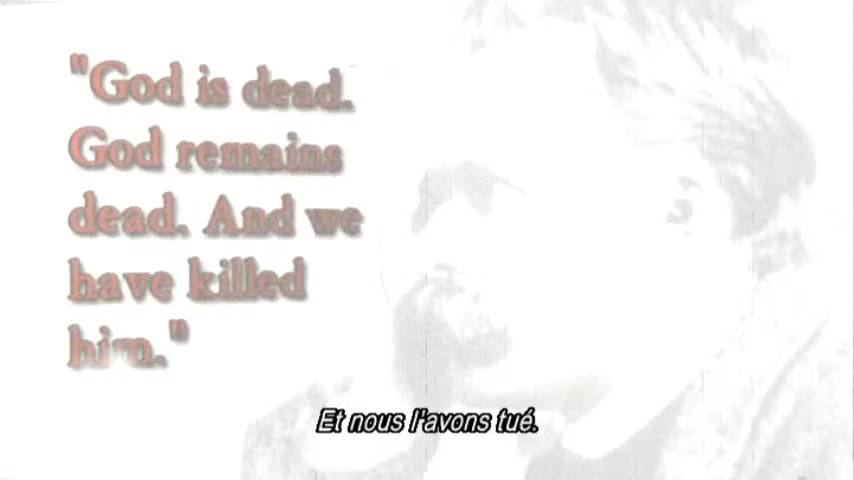 "God is dead.
God remains
dead. And we
have killed
him."
Et nous l'avons tué.